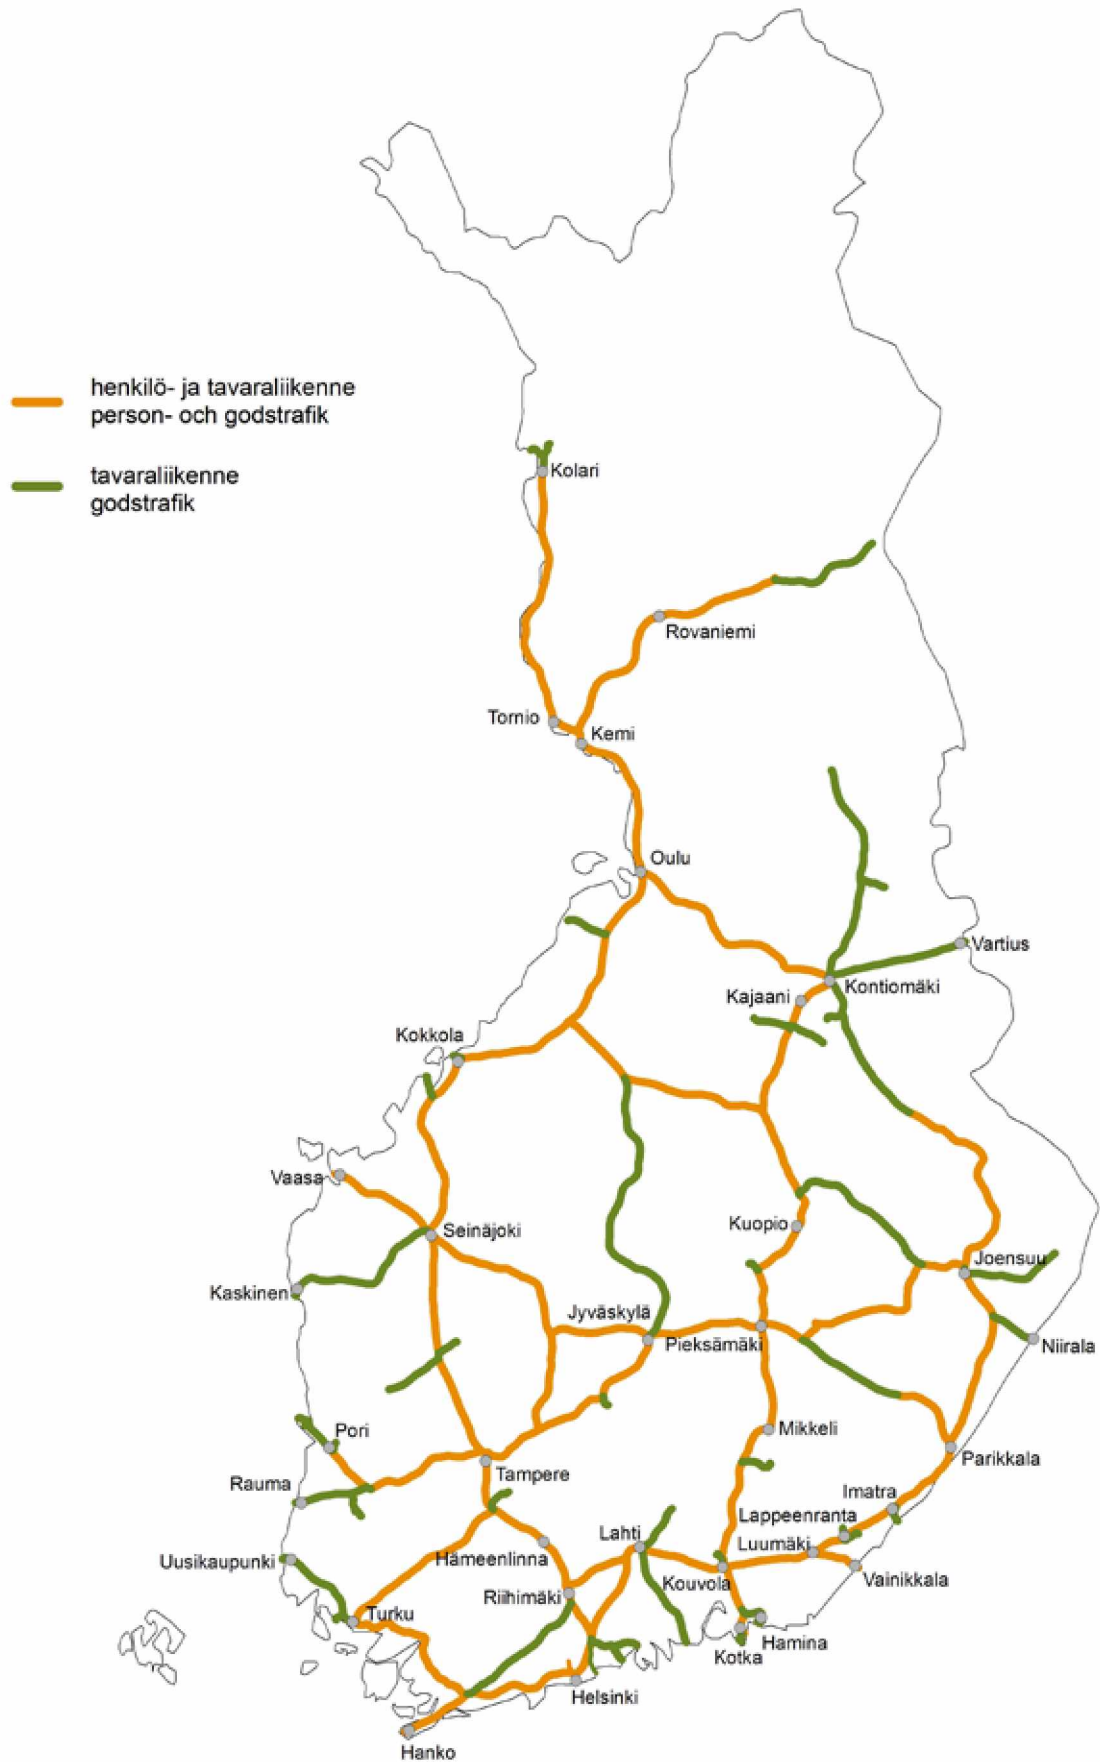 henkilö- ja tavaraliikenne
person- och godstrafik
tavaraliikenne
godstrafik
Kolari
Rovaniemi
Tornio
Kemi
Oulu
Vartius
Kontiomäki
Kajaani
Kokkola
Vaasa
Seinäjoki
Kuopio
Joensuu
Kaskinen
Jyväskylä
Pieksämäki
Niirala
Pori
Mikkeli
Parikkala
Tampere
Rauma
Imatra
Lappeenranta
Lahti
Luumäki
Hämeenlinna
Uusikaupunki
Kouvola
Vainikkala
Riihimäki
Turku
Hamina
Kotka
Helsinki
Hanko